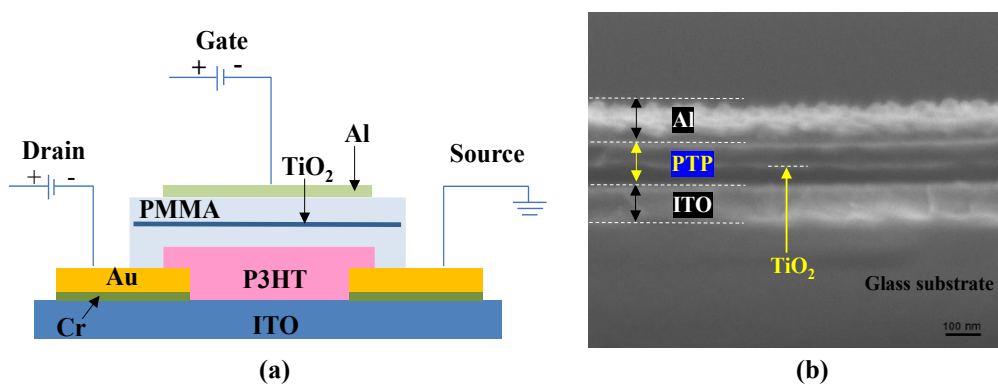 Gate
+ -
Al
Drain
+ -
TiO₂
Source
PMMA
Au
P3HT
Cr
ITO
(a)
Al
PTP
ITO
TiO₂
Glass substrate
100 nm
(b)